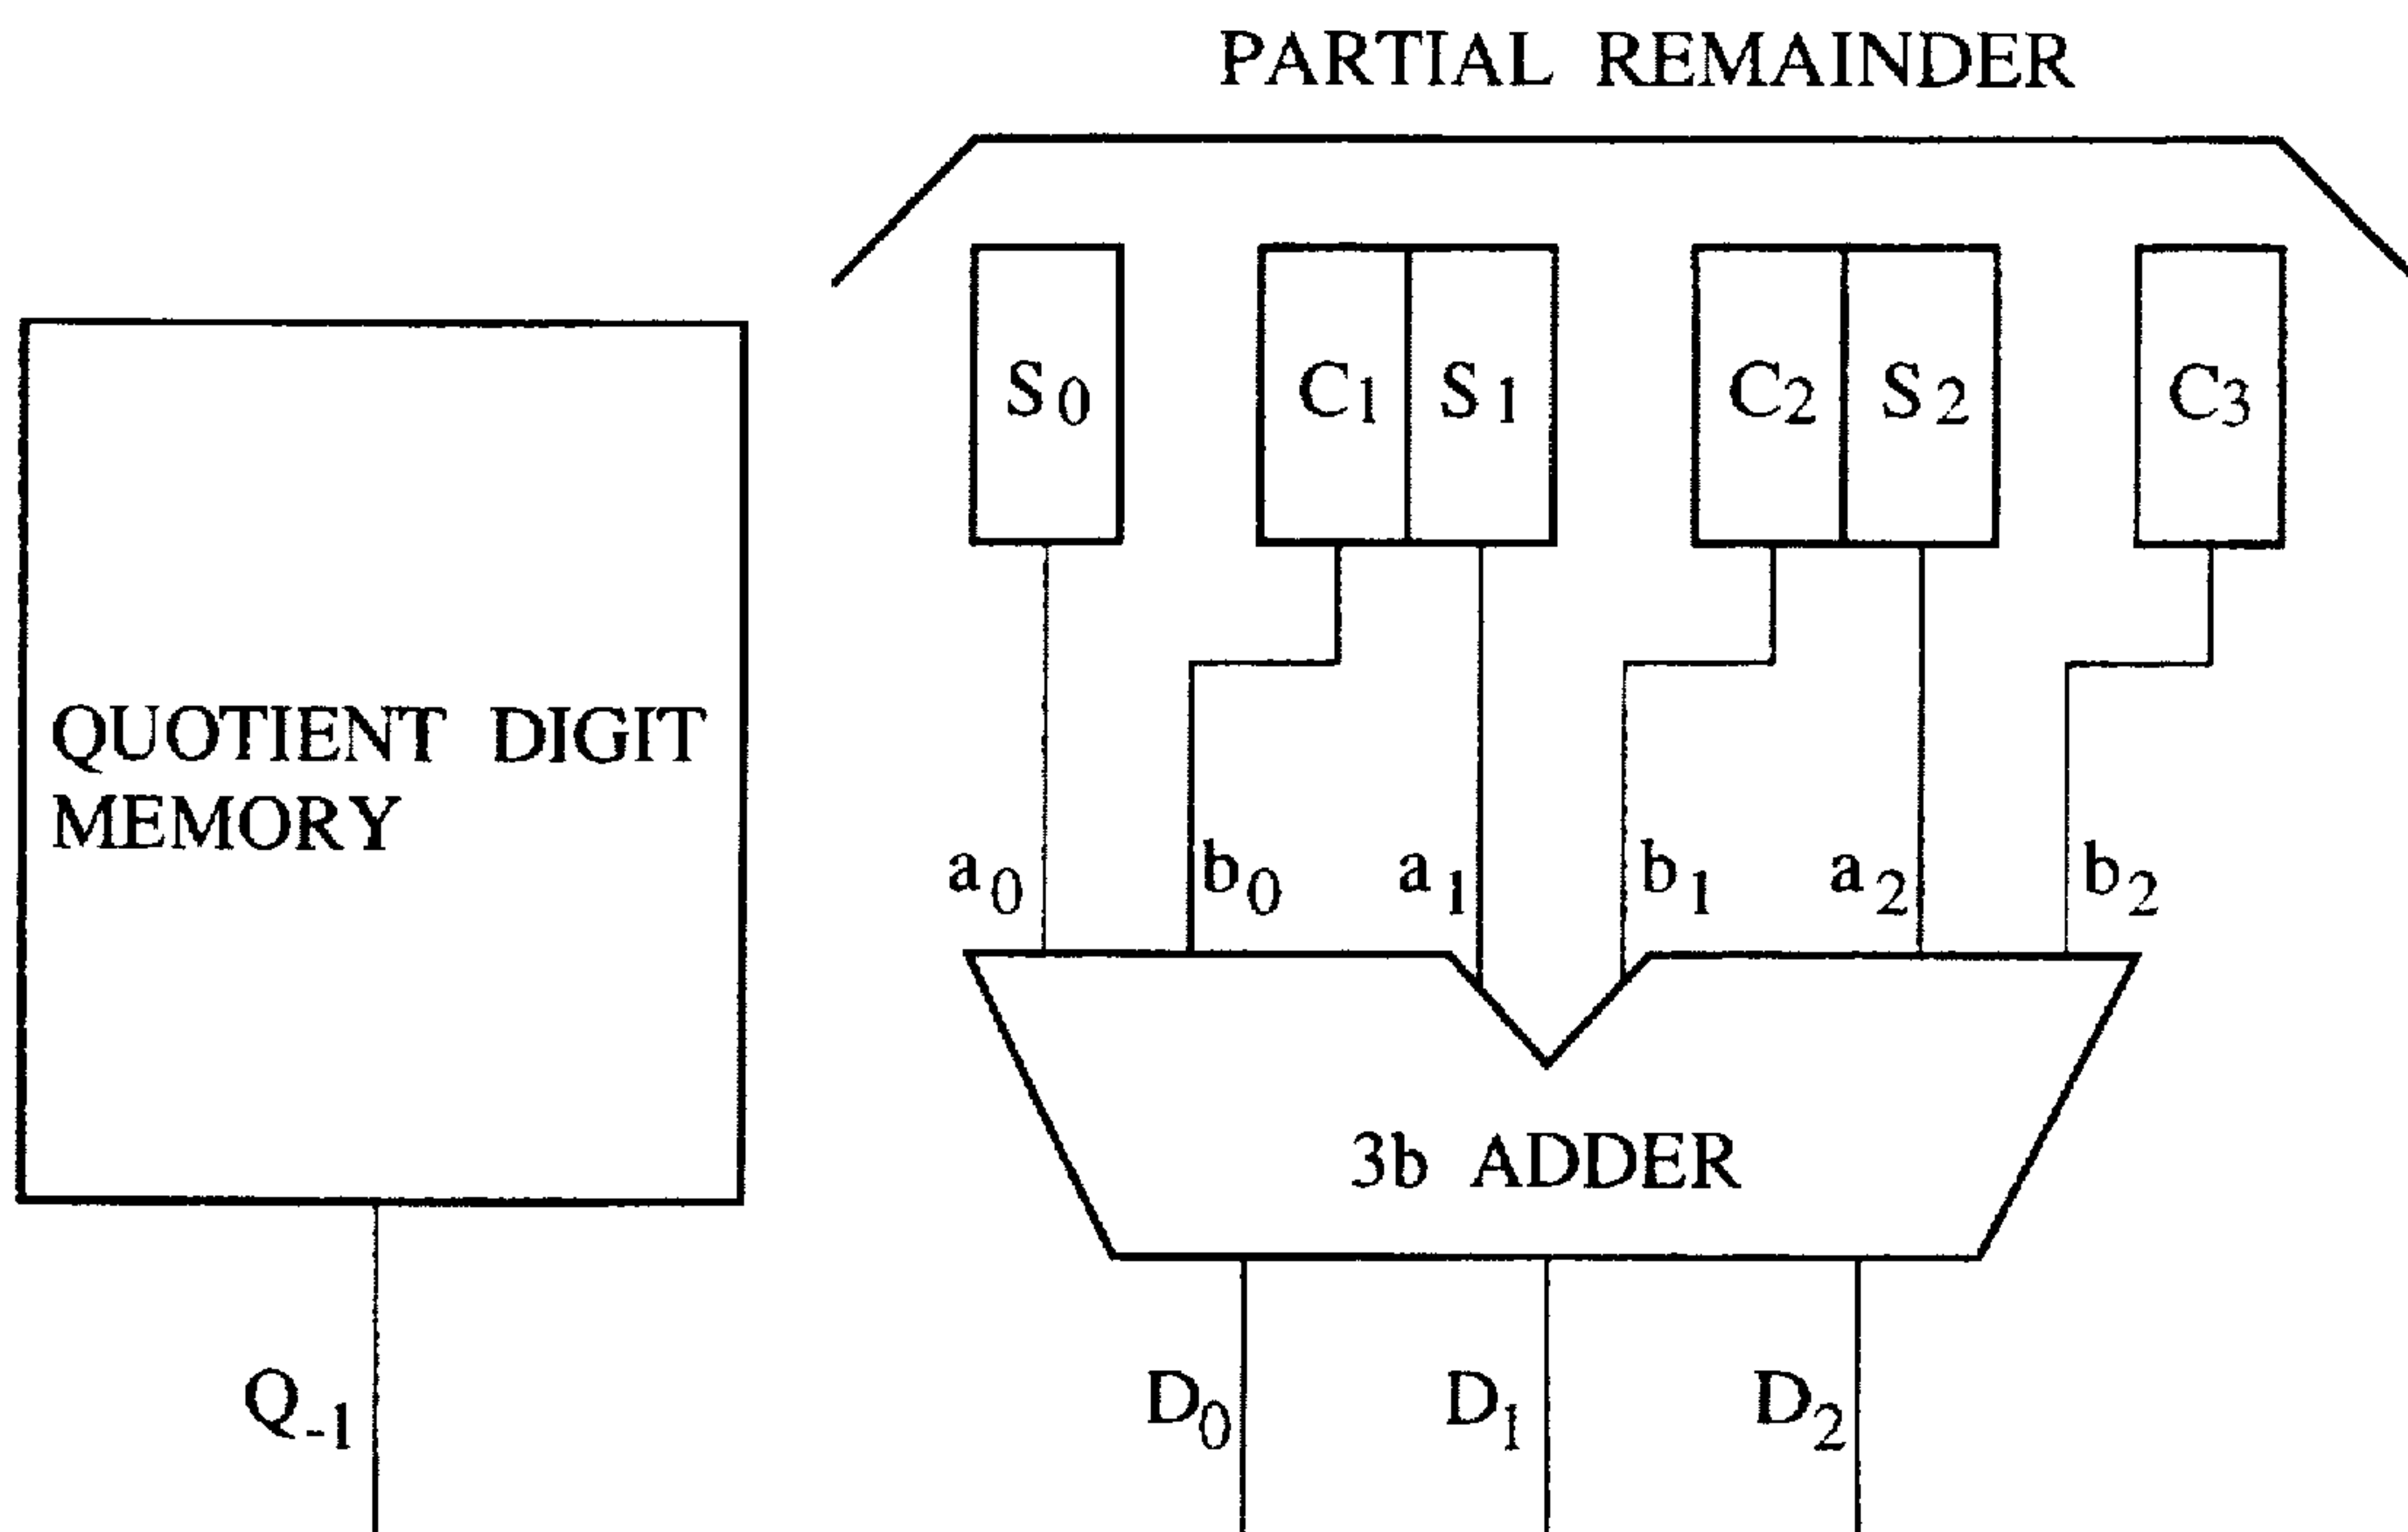 PARTIAL REMAINDER
S0 C1 S1 C2 S2 C3
QUOTIENT DIGIT
MEMORY
a0 b0 a1 b1 a2 b2
3b ADDER
Q-1 D0 D1 D2